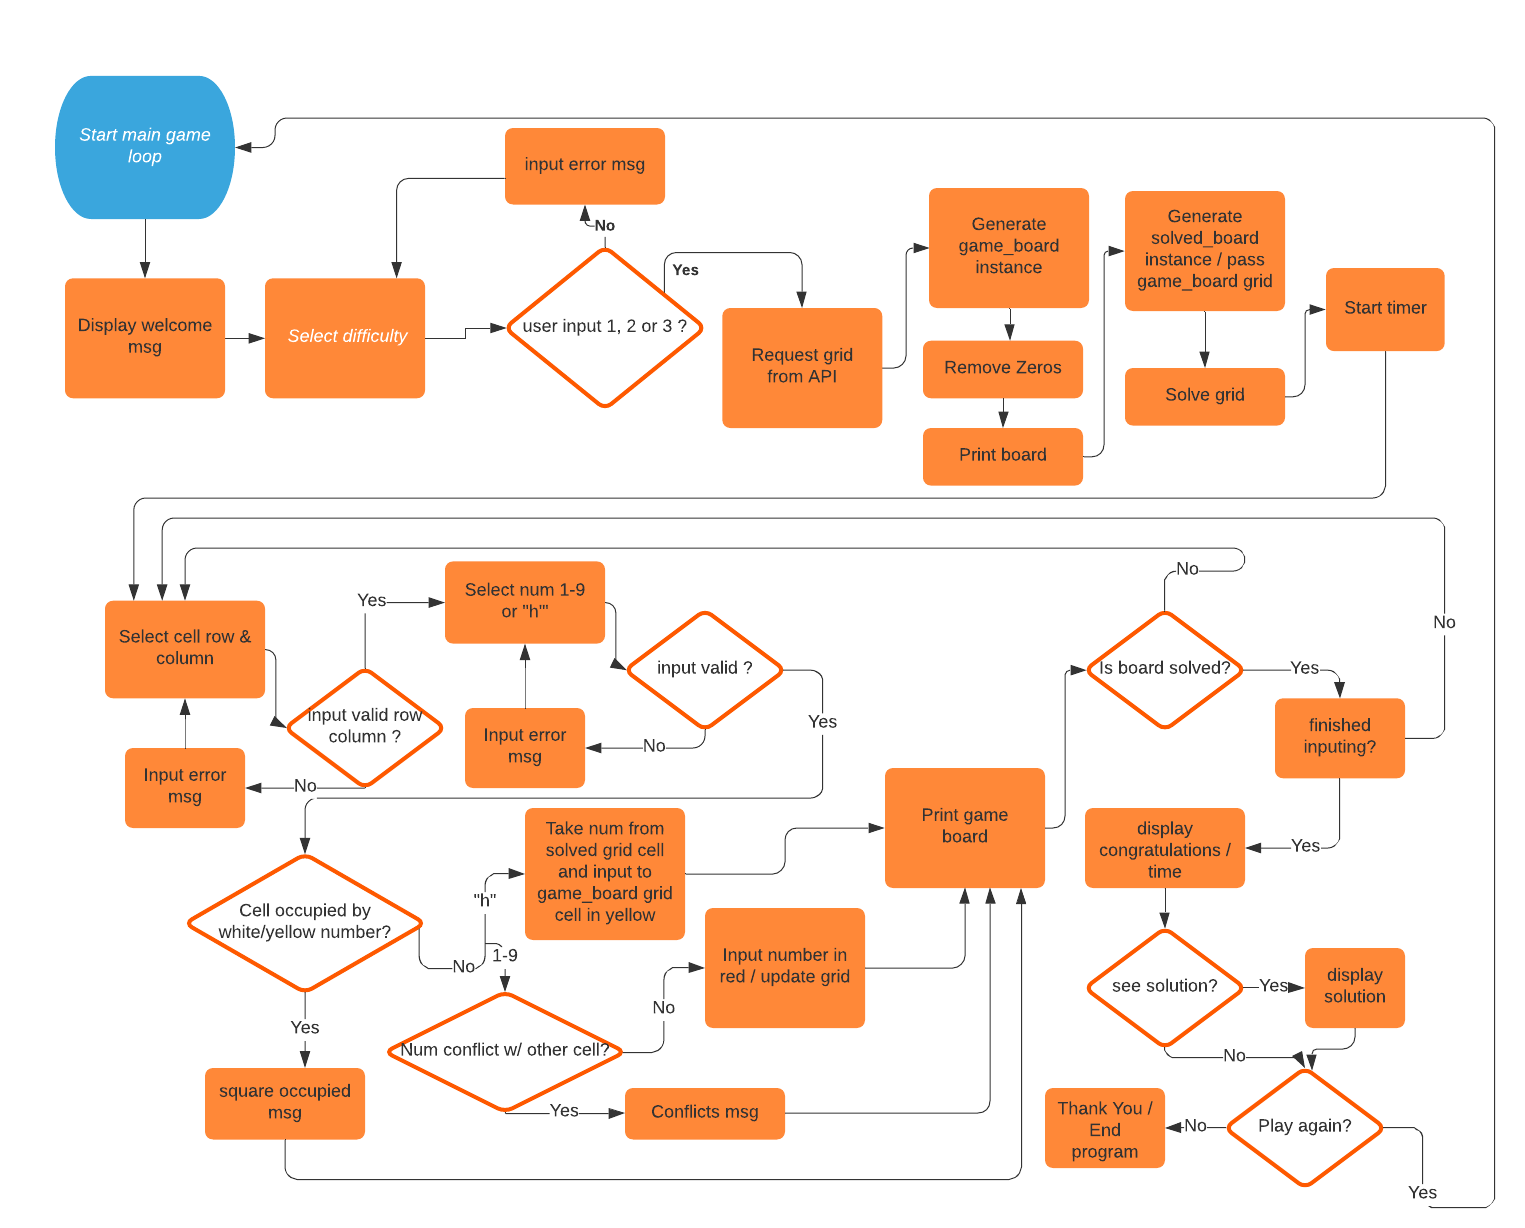 Start main game
loop
input error msg
No
Yes
Display welcome
msg
Select difficulty
user input 1, 2 or 3 ?
Request grid
from API
Generate
game_board
instance
Remove Zeros
Print board
Generate
solved_board
instance / pass
game_board grid
Solve grid
Start timer
Select cell row &
column
Input error
msg
No
input valid row
column ?
Yes
Select num 1-9
or "h'"
Input error
msg
No
input valid ?
Yes
Cell occupied by
white/yellow number?
No
"h"
1-9
Yes
square occupied
msg
Take num from
solved grid cell
and input to
game_board grid
cell in yellow
Num conflict w/ other cell?
No
Input number in
red / update grid
Yes
Conflicts msg
Print game
board
Is board solved?
No
Yes
finished
inputing?
No
Yes
display
congratulations /
time
see solution?
Yes
display
solution
No
Play again?
No
Thank You /
End
program
Yes